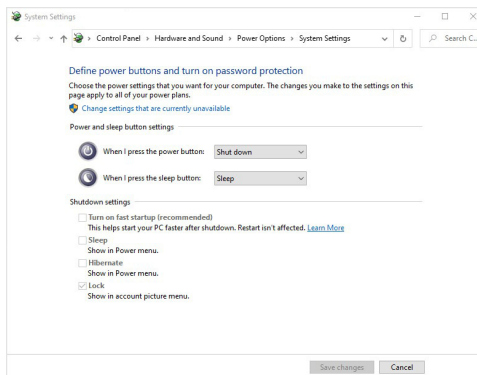 System Settings
Control Panel > Hardware and Sound > Power Options > System Settings
Search C...
Define power buttons and turn on password protection
Choose the power settings that you want for your computer. The changes you make to the settings on this
page apply to all of your power plans.
Change settings that are currently unavailable
Power and sleep button settings
When I press the power button: Shut down
When I press the sleep button: Sleep
Shutdown settings
Turn on fast startup (recommended)
This helps start your PC faster after shutdown. Restart isn't affected. Learn More
Sleep
Show in Power menu.
Hibernate
Show in Power menu.
Lock
Show in account picture menu.
Save changes Cancel